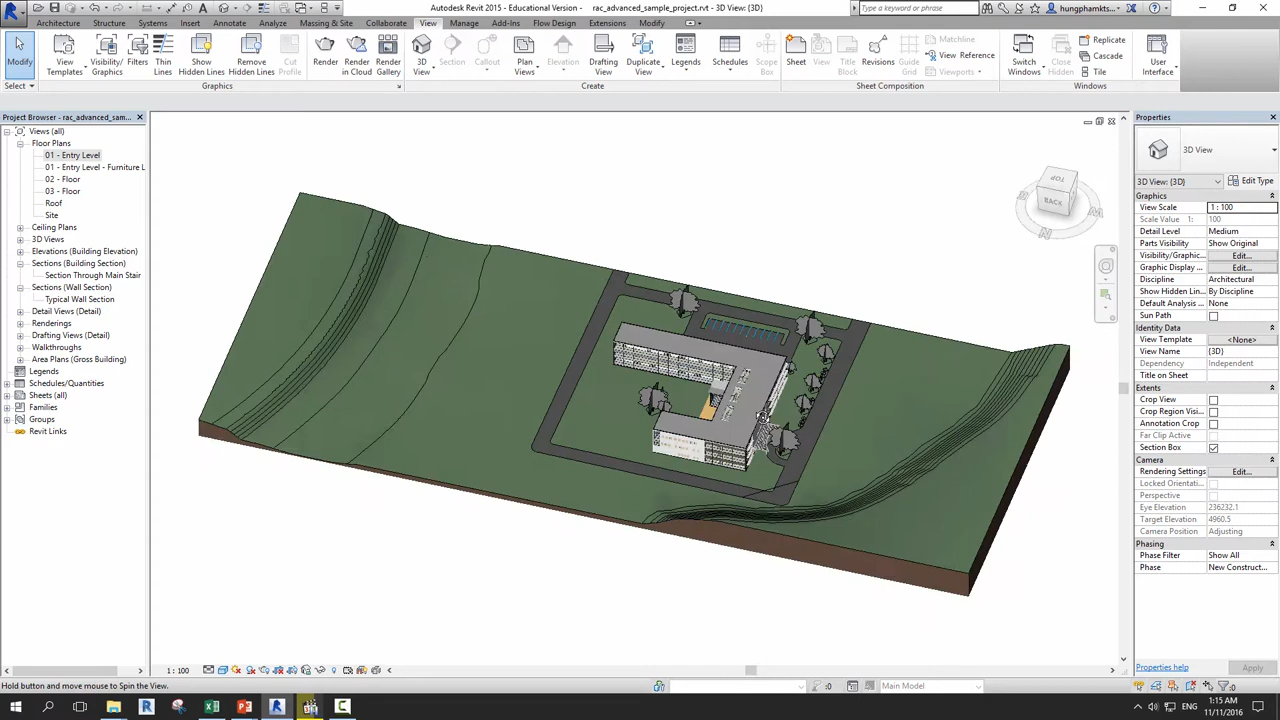 Autodesk Revit 2015 - Educational Version - rac_advanced_sample_project.rvt - 3D View: {3D}
Type a keyword or phrase
hungphamkts...
Architecture Structure Systems Insert Annotate Analyze Massing & Site Collaborate View Manage Add-Ins Flow Design Extensions Modify
Modify
View Templates
Visibility/ Graphics
Filters
Thin Lines
Show Hidden Lines
Remove Hidden Lines
Cut Profile
Render
Render in Cloud
Render Gallery
3D View
Section
Callout
Plan Views
Elevation
Drafting View
Duplicate View
Legends
Schedules
Scope Box
Sheet
View
Title Block
Revisions
Guide Grid
Matchline
View Reference
Viewports
Switch Windows
Close Hidden
Replicate
Cascade
Tile
User Interface
Select Graphics Create Sheet Composition Windows
Project Browser - rac_advanced_sam...
Views (all)
Floor Plans
01 - Entry Level
01 - Entry Level - Furniture L
02 - Floor
03 - Floor
Roof
Site
Ceiling Plans
3D Views
Elevations (Building Elevation)
Sections (Building Section)
Section Through Main Stair
Sections (Wall Section)
Typical Wall Section
Detail Views (Detail)
Renderings
Drafting Views (Detail)
Walkthroughs
Area Plans (Gross Building)
Legends
Schedules/Quantities
Sheets (all)
Families
Groups
Revit Links
TOP
BACK
N
Properties
3D View
3D View: {3D} Edit Type
Graphics
View Scale 1 : 100
Scale Value 1: 100
Detail Level Medium
Parts Visibility Show Original
Visibility/Graphic... Edit...
Graphic Display ... Edit...
Discipline Architectural
Show Hidden Lin... By Discipline
Default Analysis ... None
Sun Path
Identity Data
View Template <None>
View Name {3D}
Dependency Independent
Title on Sheet
Extents
Crop View
Crop Region Visi...
Annotation Crop
Far Clip Active
Section Box
Camera
Rendering Settings Edit...
Locked Orientati...
Perspective
Eye Elevation 236232.1
Target Elevation 4960.5
Camera Position Adjusting
Phasing
Phase Filter Show All
Phase New Construct...
Properties help Apply
1 : 100
Hold button and move mouse to Spin the View.
:0
Main Model
:0
ENG
1:15 AM
11/11/2016